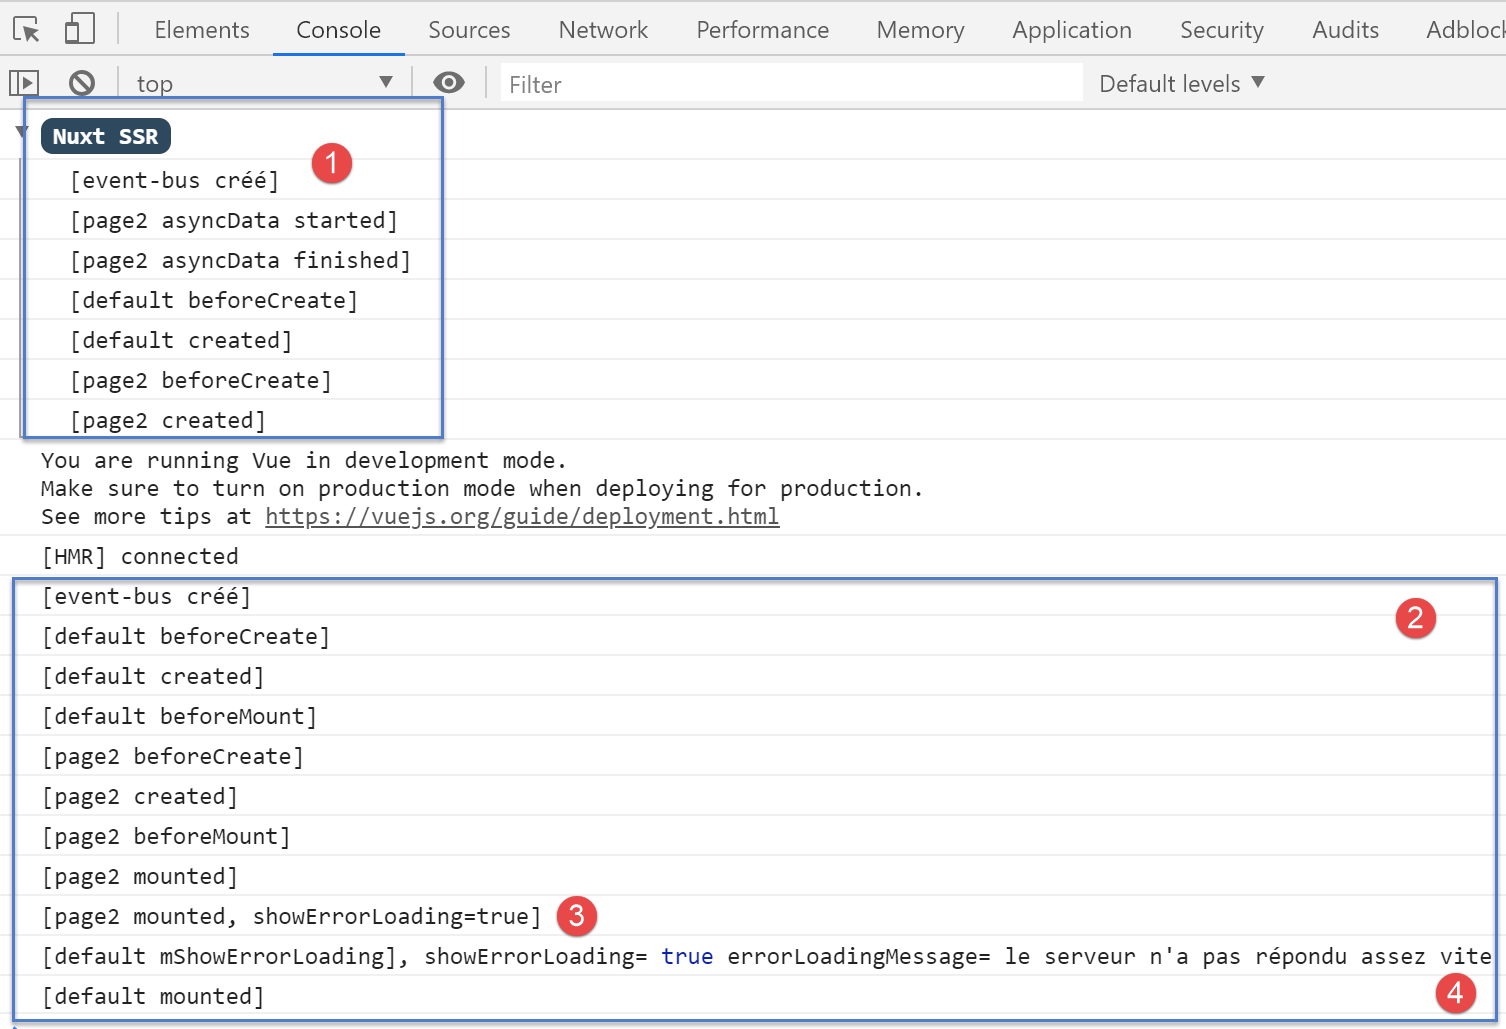 Elements Console Sources Network Performance Memory Application Security Audits Adblock
top Filter Default levels
Nuxt SSR
1
[event-bus créé]
[page2 asyncData started]
[page2 asyncData finished]
[default beforeCreate]
[default created]
[page2 beforeCreate]
[page2 created]
You are running Vue in development mode.
Make sure to turn on production mode when deploying for production.
See more tips at https://vuejs.org/guide/deployment.html
[HMR] connected
[event-bus créé]
2
[default beforeCreate]
[default created]
[default beforeMount]
[page2 beforeCreate]
[page2 created]
[page2 beforeMount]
[page2 mounted]
[page2 mounted, showErrorLoading=true] 3
[default mShowErrorLoading], showErrorLoading= true errorLoadingMessage= le serveur n'a pas répondu assez vite
[default mounted] 4